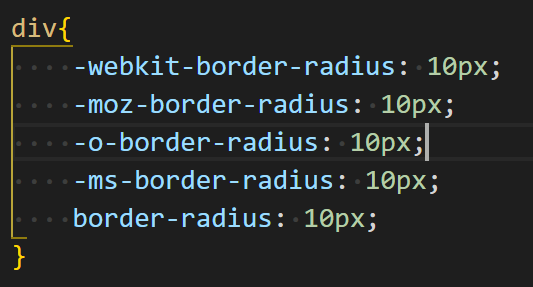 div{
    -webkit-border-radius: 10px;
    -moz-border-radius: 10px;
    -o-border-radius: 10px;
    -ms-border-radius: 10px;
    border-radius: 10px;
}